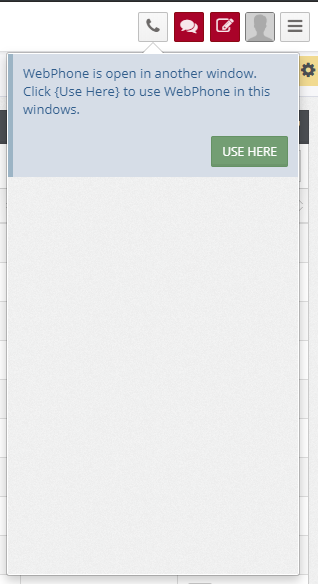 WebPhone is open in another window.
Click {Use Here} to use WebPhone in this
windows.
USE HERE